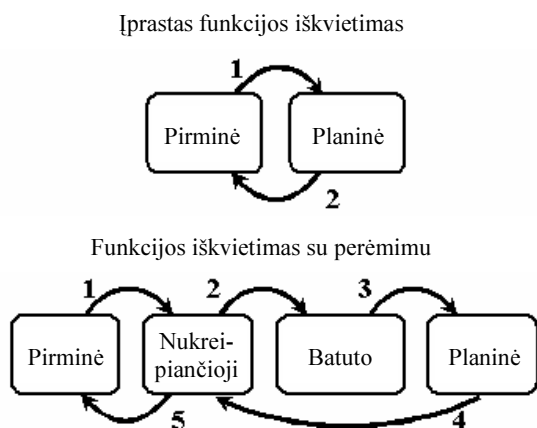 Įprastas funkcijos iškvietimas
1
Pirminė
Planinė
2
Funkcijos iškvietimas su perėmimu
1
2
3
Pirminė
Nukrei-
piančioji
Batuto
Planinė
5
4